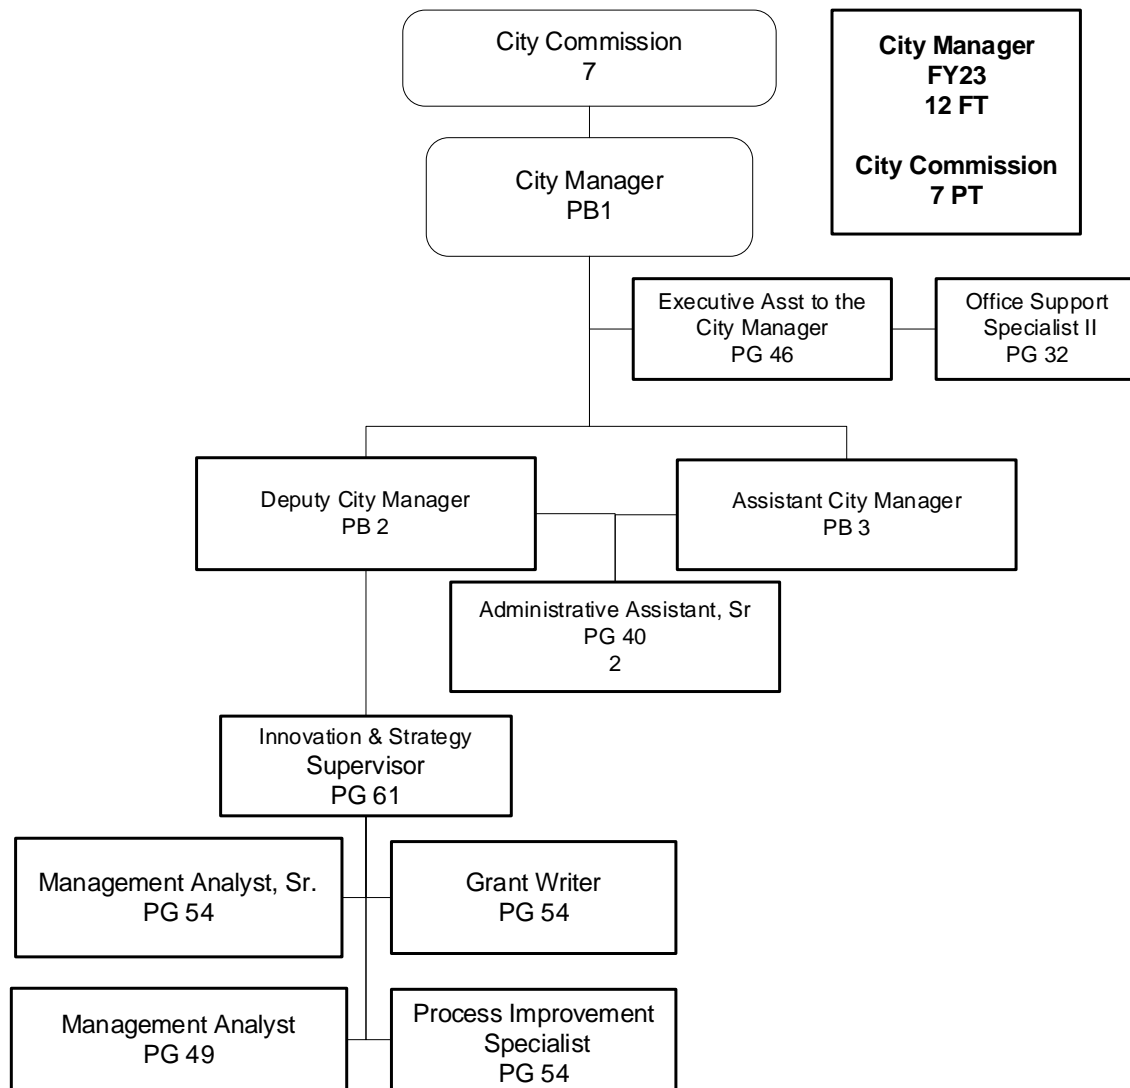 City Commission
7
City Manager
FY23
12 FT
City Commission
7 PT
City Manager
PB1
Executive Asst to the
City Manager
PG 46
Office Support
Specialist II
PG 32
Deputy City Manager
PB 2
Assistant City Manager
PB 3
Administrative Assistant, Sr
PG 40
2
Innovation & Strategy
Supervisor
PG 61
Management Analyst, Sr.
PG 54
Grant Writer
PG 54
Management Analyst
PG 49
Process Improvement
Specialist
PG 54